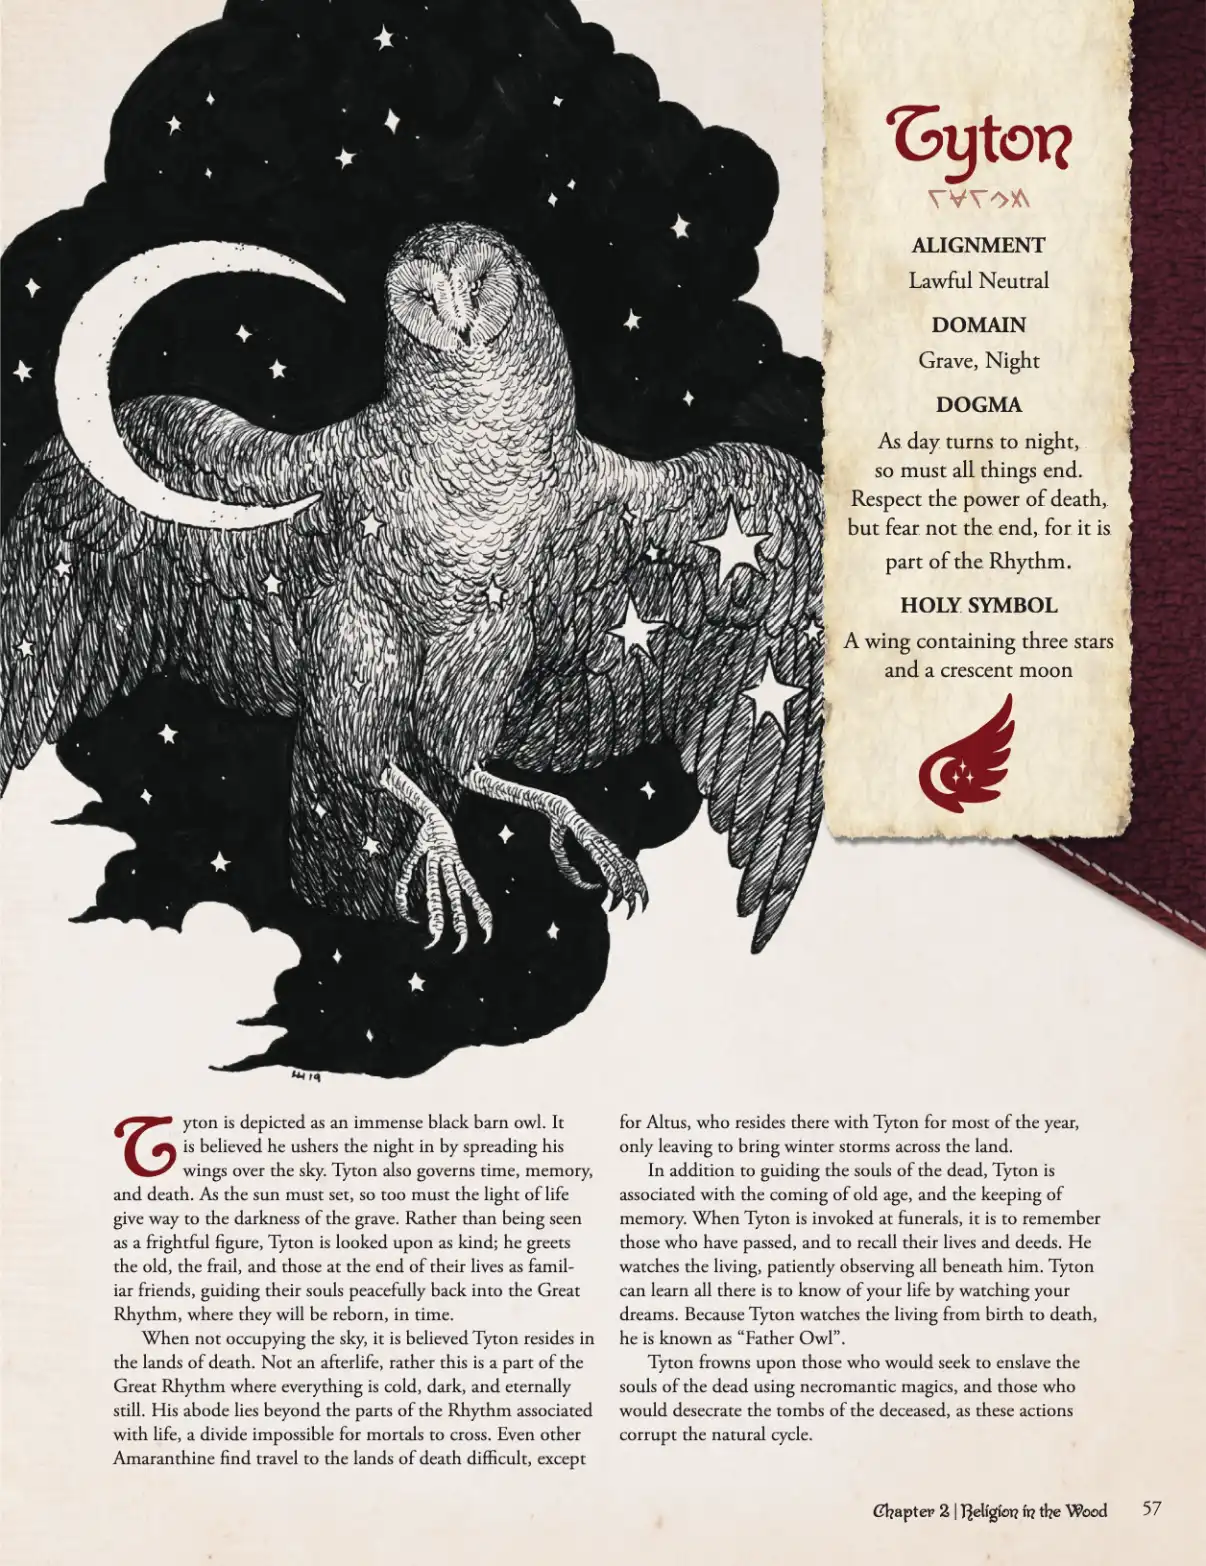 Tyton
ALIGNMENT
Lawful Neutral
DOMAIN
Grave, Night
DOGMA
As day turns to night,
so must all things end.
Respect the power of death,
but fear not the end, for it is
part of the Rhythm.
HOLY SYMBOL
A wing containing three stars
and a crescent moon
19
Tyton is depicted as an immense black barn owl. It
is believed he ushers the night in by spreading his
wings over the sky. Tyton also governs time, memory,
and death. As the sun must set, so too must the light of life
give way to the darkness of the grave. Rather than being seen
as a frightful figure, Tyton is looked upon as kind; he greets
the old, the frail, and those at the end of their lives as famil-
iar friends, guiding their souls peacefully back into the Great
Rhythm, where they will be reborn, in time.
When not occupying the sky, it is believed Tyton resides in
the lands of death. Not an afterlife, rather this is a part of the
Great Rhythm where everything is cold, dark, and eternally
still. His abode lies beyond the parts of the Rhythm associated
with life, a divide impossible for mortals to cross. Even other
Amaranthine find travel to the lands of death difficult, except
for Altus, who resides there with Tyton for most of the year,
only leaving to bring winter storms across the land.
In addition to guiding the souls of the dead, Tyton is
associated with the coming of old age, and the keeping of
memory. When Tyton is invoked at funerals, it is to remember
those who have passed, and to recall their lives and deeds. He
watches the living, patiently observing all beneath him. Tyton
can learn all there is to know of your life by watching your
dreams. Because Tyton watches the living from birth to death,
he is known as “Father Owl”.
Tyton frowns upon those who would seek to enslave the
souls of the dead using necromantic magics, and those who
would desecrate the tombs of the deceased, as these actions
corrupt the natural cycle.
Chapter 2 | Religion in the Wood 57